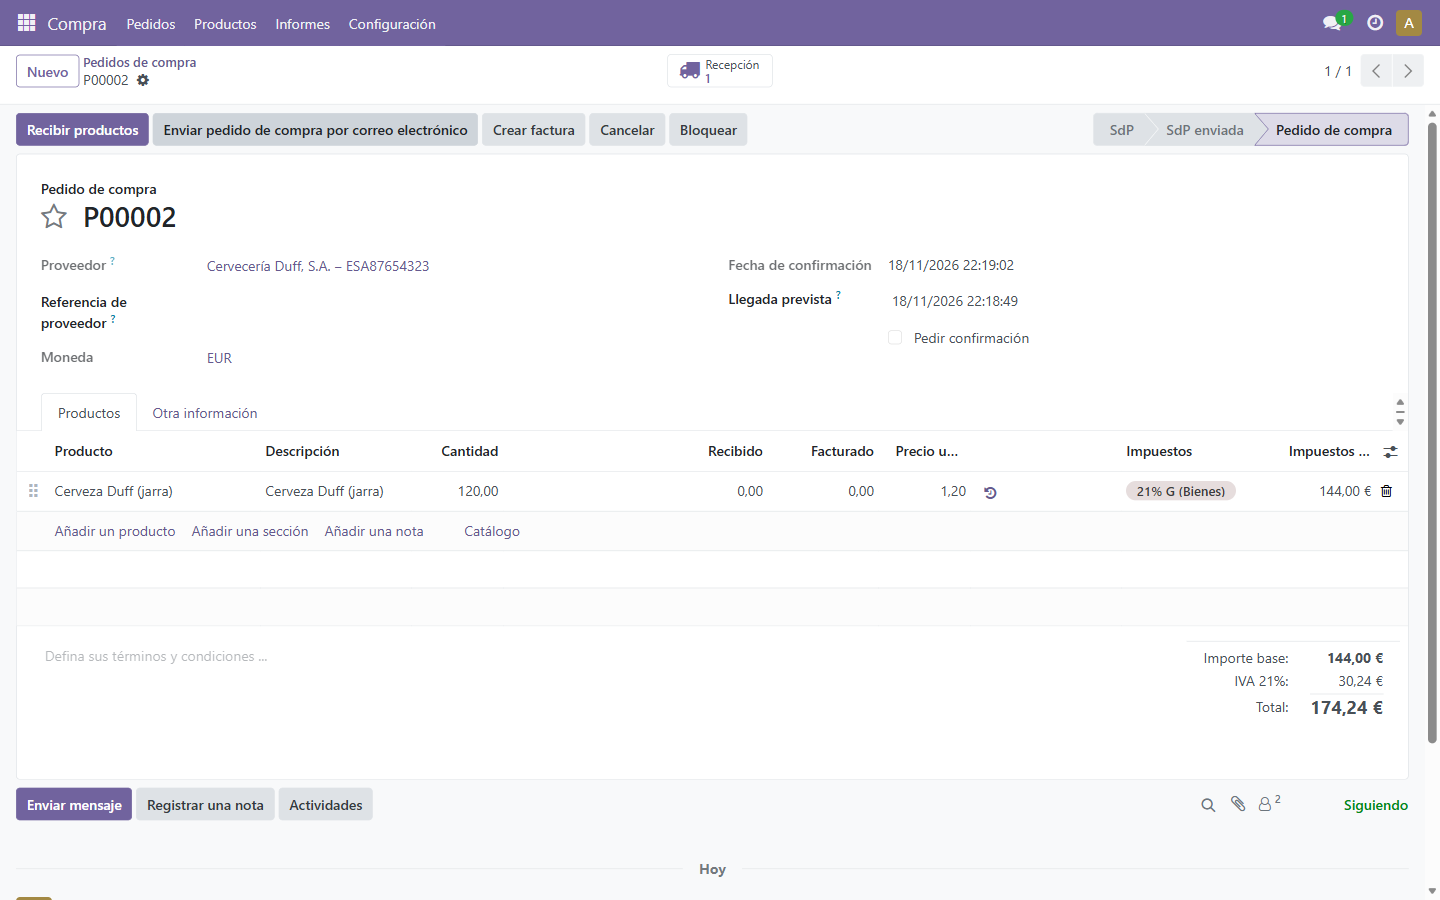 Compra Pedidos Productos Informes Configuración 1 A
Nuevo Pedidos de compra
P00002
Recepción
1
1 / 1
Recibir productos Enviar pedido de compra por correo electrónico Crear factura Cancelar Bloquear SdP SdP enviada Pedido de compra
Pedido de compra
P00002
Proveedor ? Cervecería Duff, S.A. – ESA87654323
Referencia de
proveedor ?
Moneda EUR
Fecha de confirmación 18/11/2026 22:19:02
Llegada prevista ? 18/11/2026 22:18:49
Pedir confirmación
Productos Otra información
Producto Descripción Cantidad Recibido Facturado Precio u... Impuestos Impuestos ...
Cerveza Duff (jarra) Cerveza Duff (jarra) 120,00 0,00 0,00 1,20 21% G (Bienes) 144,00 €
Añadir un producto Añadir una sección Añadir una nota Catálogo
Defina sus términos y condiciones ...
Importe base: 144,00 €
IVA 21%: 30,24 €
Total: 174,24 €
Enviar mensaje Registrar una nota Actividades 2 Siguiendo
Hoy